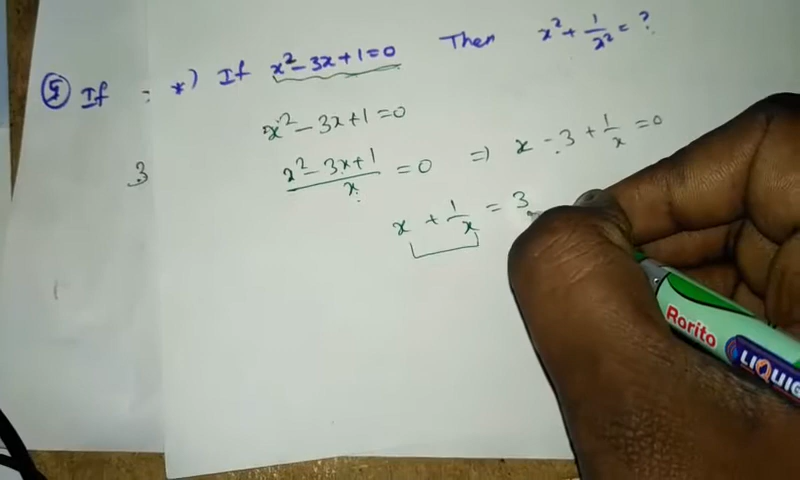 ⑤ If : *) If x² - 3x + 1 = 0 Then x² + 1/x² = ?
x² - 3x + 1 = 0
3
(x² - 3x + 1)/x = 0 ⇒ x - 3 + 1/x = 0
x + 1/x = 3
Rorito
LIQUIG